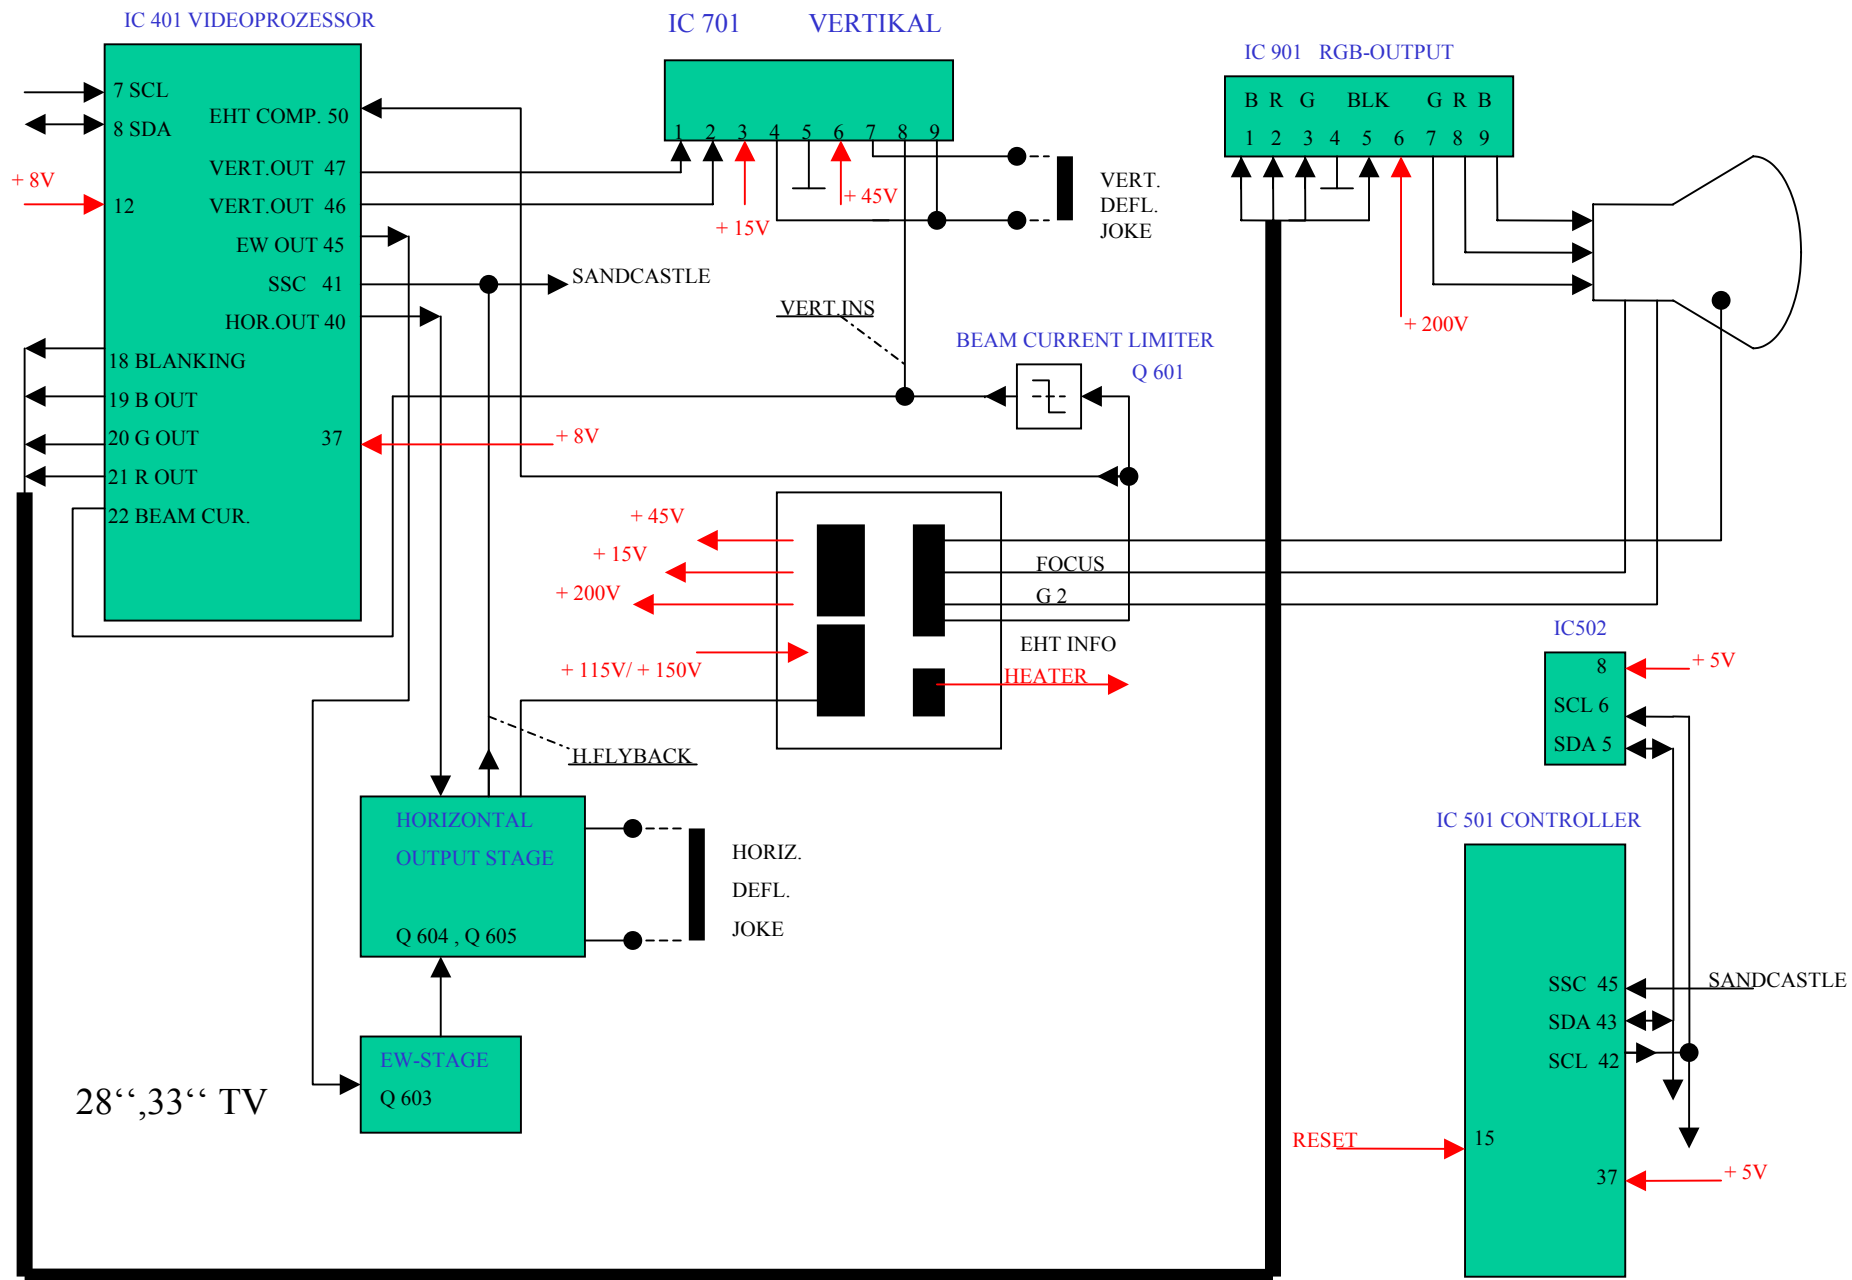 IC 401 VIDEOPROZESSOR
7 SCL
8 SDA
+ 8V
12
EHT COMP. 50
VERT.OUT 47
VERT.OUT 46
EW OUT 45
SSC 41
HOR.OUT 40
18 BLANKING
19 B OUT
20 G OUT
37
+ 8V
21 R OUT
22 BEAM CUR.
SANDCASTLE
IC 701 VERTIKAL
1 2 3 4 5 6 7 8 9
+ 15V
+ 45V
VERT.
DEFL.
JOKE
VERT.INS
BEAM CURRENT LIMITER
Q 601
IC 901 RGB-OUTPUT
B R G BLK G R B
1 2 3 4 5 6 7 8 9
+ 200V
+ 45V
+ 15V
+ 200V
+ 115V/ + 150V
FOCUS
G 2
EHT INFO
HEATER
H.FLYBACK
HORIZONTAL
OUTPUT STAGE
Q 604 , Q 605
HORIZ.
DEFL.
JOKE
EW-STAGE
Q 603
28“,33“ TV
IC502
8
+ 5V
SCL 6
SDA 5
IC 501 CONTROLLER
SSC 45
SANDCASTLE
SDA 43
SCL 42
RESET
15
37
+ 5V